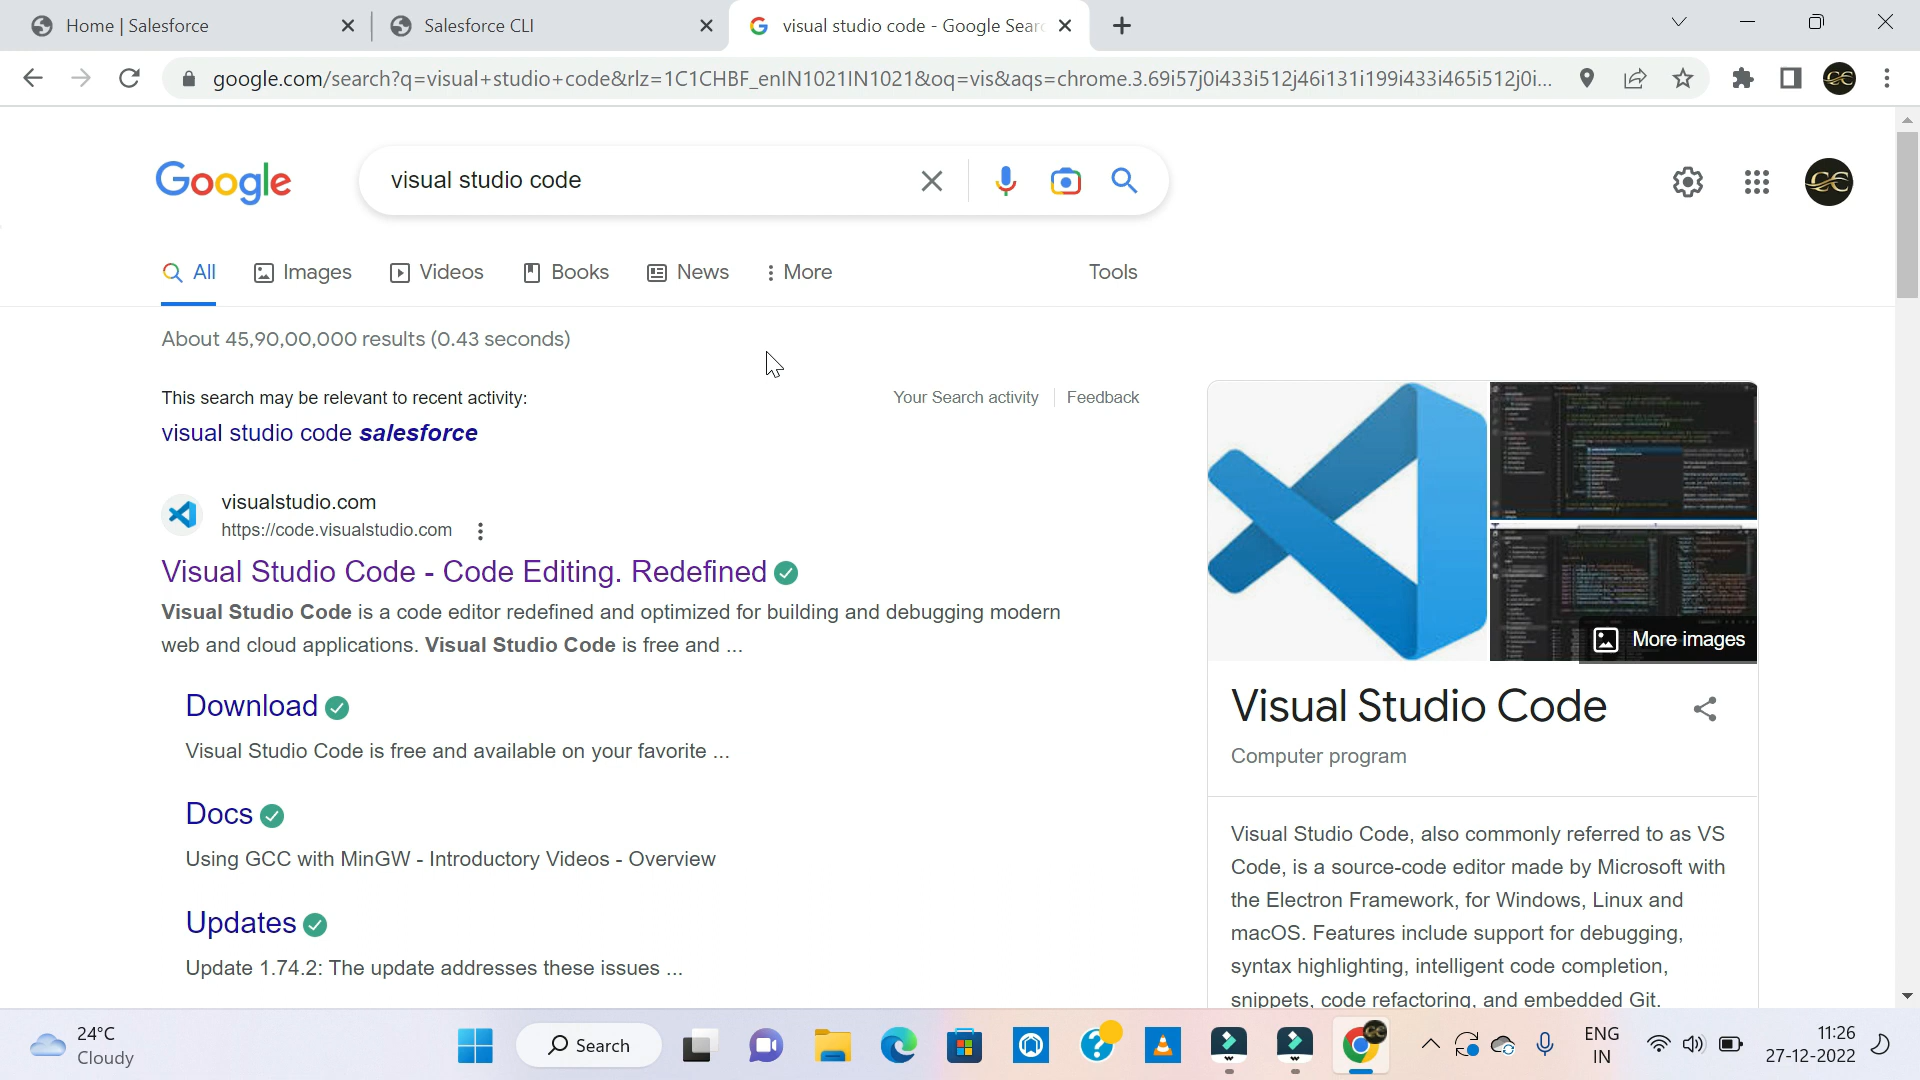 Home | Salesforce
Salesforce CLI
visual studio code - Google Sear
google.com/search?q=visual+studio+code&rlz=1C1CHBF_enIN1021IN1021&oq=vis&aqs=chrome.3.69i57j0i433i512j46i131i199i433i465i512j0i...
Google
visual studio code
All
Images
Videos
Books
News
More
Tools
About 45,90,00,000 results (0.43 seconds)
This search may be relevant to recent activity:
Your Search activity
Feedback
visual studio code salesforce
visualstudio.com
https://code.visualstudio.com
Visual Studio Code - Code Editing. Redefined
Visual Studio Code is a code editor redefined and optimized for building and debugging modern
web and cloud applications. Visual Studio Code is free and ...
Download
Visual Studio Code is free and available on your favorite ...
Docs
Using GCC with MinGW - Introductory Videos - Overview
Updates
Update 1.74.2: The update addresses these issues ...
More images
Visual Studio Code
Computer program
Visual Studio Code, also commonly referred to as VS
Code, is a source-code editor made by Microsoft with
the Electron Framework, for Windows, Linux and
macOS. Features include support for debugging,
syntax highlighting, intelligent code completion,
snippets, code refactoring, and embedded Git.
24°C
Cloudy
Search
ENG
IN
11:26
27-12-2022